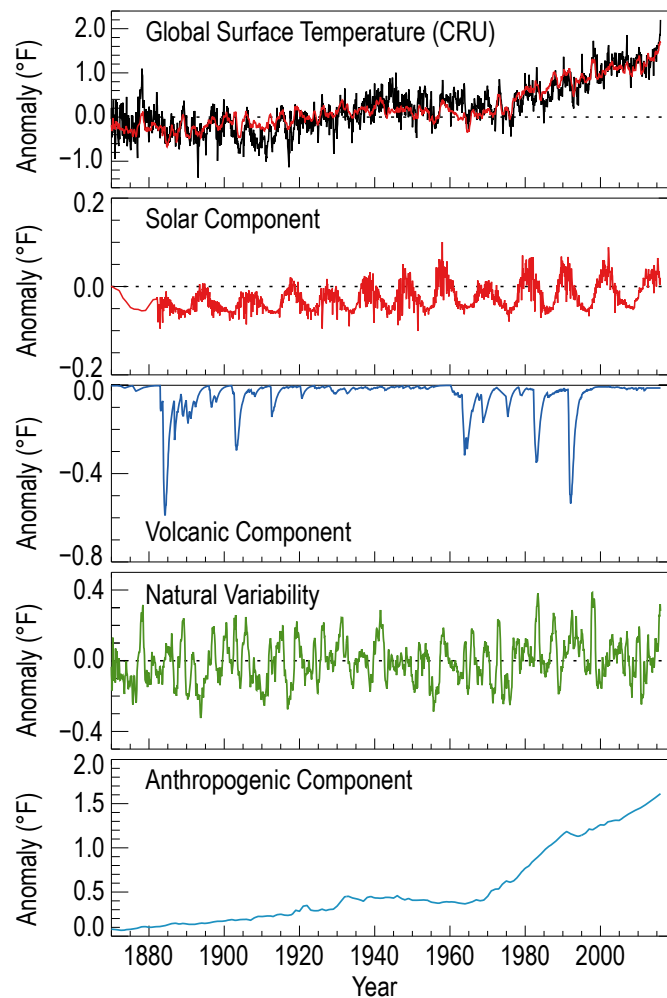 Global Surface Temperature (CRU)
Anomaly (°F)
2.0
1.0
0.0
−1.0
Solar Component
Anomaly (°F)
0.2
0.0
−0.2
Volcanic Component
Anomaly (°F)
0.0
−0.4
−0.8
Natural Variability
Anomaly (°F)
0.4
0.0
−0.4
Anthropogenic Component
Anomaly (°F)
2.0
1.5
1.0
0.5
0.0
1880 1900 1920 1940 1960 1980 2000
Year